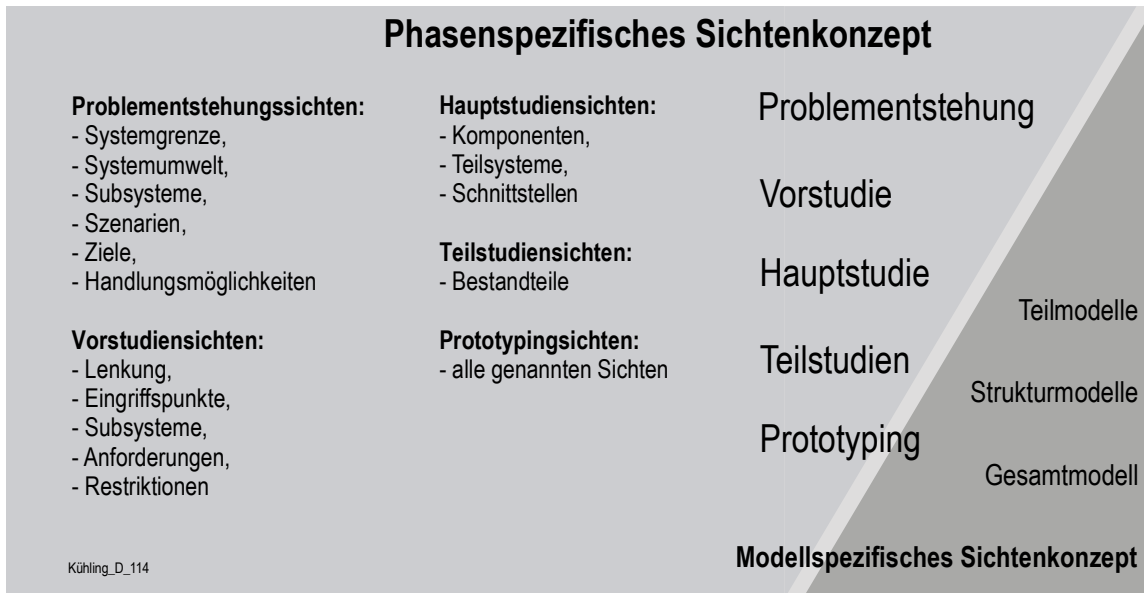 Phasenspezifisches Sichtenkonzept
Problementstehungssichten:
- Systemgrenze,
- Systemumwelt,
- Subsysteme,
- Szenarien,
- Ziele,
- Handlungsmöglichkeiten
Vorstudiensichten:
- Lenkung,
- Eingriffspunkte,
- Subsysteme,
- Anforderungen,
- Restriktionen
Hauptstudiensichten:
- Komponenten,
- Teilsysteme,
- Schnittstellen
Teilstudiensichten:
- Bestandteile
Prototypingsichten:
- alle genannten Sichten
Problementstehung
Vorstudie
Hauptstudie
Teilstudien
Prototyping
Teilmodelle
Strukturmodelle
Gesamtmodell
Modellspezifisches Sichtenkonzept
Kühling_D_114